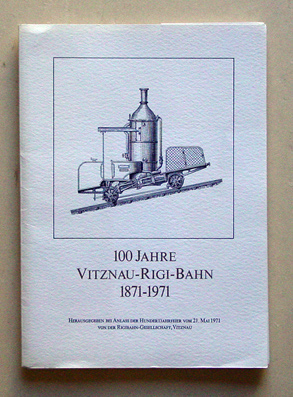 100 JAHRE
VITZNAU-RIGI-BAHN
1871-1971
HERAUSGEGEBEN BEI ANLASS DER HUNDERTJAHRFEIER VOM 21. MAI 1971
VON DER RIGIBAHN-GESELLSCHAFT, VITZNAU